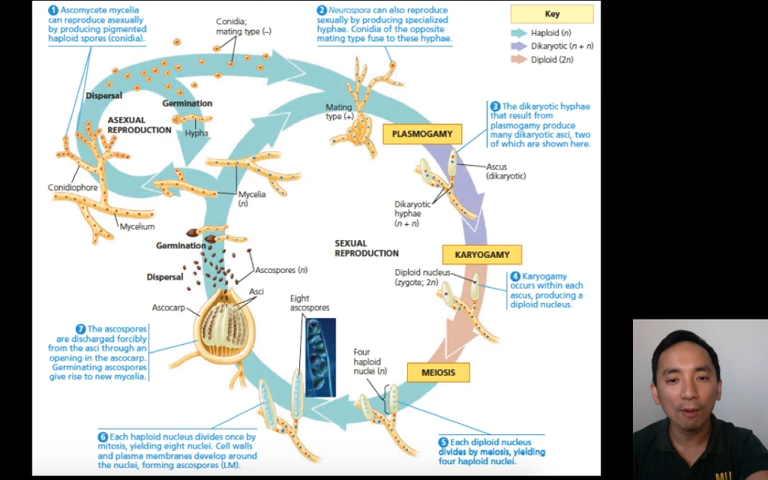 1 Ascomycete mycelia
can reproduce asexually
by producing pigmented
haploid spores (conidia).
Conidia;
mating type (–)
2 Neurospora can also reproduce
sexually by producing specialized
hyphae. Conidia of the opposite
mating type fuse to these hyphae.
Key
Haploid (n)
Dikaryotic (n + n)
Diploid (2n)
Dispersal
Germination
ASEXUAL
REPRODUCTION
Hypha
Mating
type (+)
PLASMOGAMY
3 The dikaryotic hyphae
that result from
plasmogamy produce
many dikaryotic asci, two
of which are shown here.
Conidiophore
Mycelia
(n)
Mycelium
Ascus
(dikaryotic)
Dikaryotic
hyphae
(n + n)
Germination
SEXUAL
REPRODUCTION
KARYOGAMY
Dispersal
Ascospores (n)
Asci
Diploid nucleus
(zygote; 2n)
4 Karyogamy
occurs within each
ascus, producing a
diploid nucleus.
Ascocarp
Eight
ascospores
7 The ascospores
are discharged forcibly
from the asci through an
opening in the ascocarp.
Germinating ascospores
give rise to new mycelia.
Four
haploid
nuclei (n)
MEIOSIS
6 Each haploid nucleus divides once by
mitosis, yielding eight nuclei. Cell walls
and plasma membranes develop around
the nuclei, forming ascospores (LM).
5 Each diploid nucleus
divides by meiosis, yielding
four haploid nuclei.